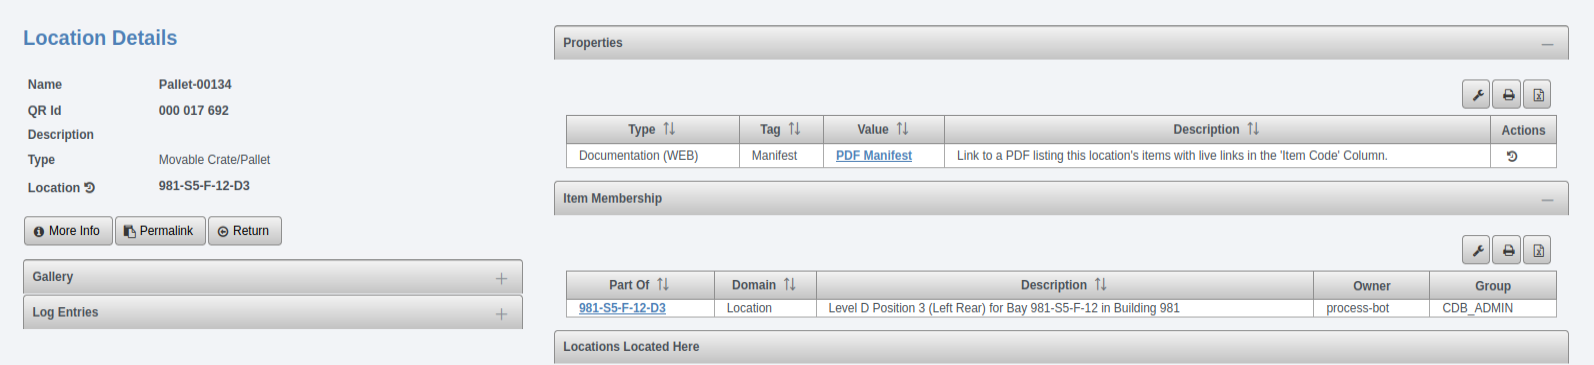 Location Details
Name Pallet-00134
QR Id 000 017 692
Description
Type Movable Crate/Pallet
Location 981-S5-F-12-D3
More Info Permalink Return
Gallery
Log Entries
Properties
Type Tag Value Description Actions
Documentation (WEB) Manifest PDF Manifest Link to a PDF listing this location's items with live links in the 'Item Code' Column.
Item Membership
Part Of Domain Description Owner Group
981-S5-F-12-D3 Location Level D Position 3 (Left Rear) for Bay 981-S5-F-12 in Building 981 process-bot CDB_ADMIN
Locations Located Here